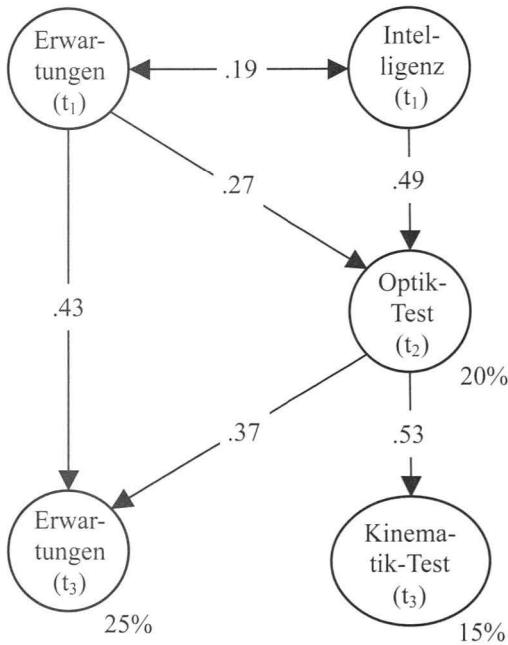 Erwar-
tungen
(t1)
.19
Intel-
ligenz
(t1)
.27
.49
.43
Optik-
Test
(t2)
20%
.37
.53
Erwar-
tungen
(t3)
25%
Kinema-
tik-Test
(t3)
15%